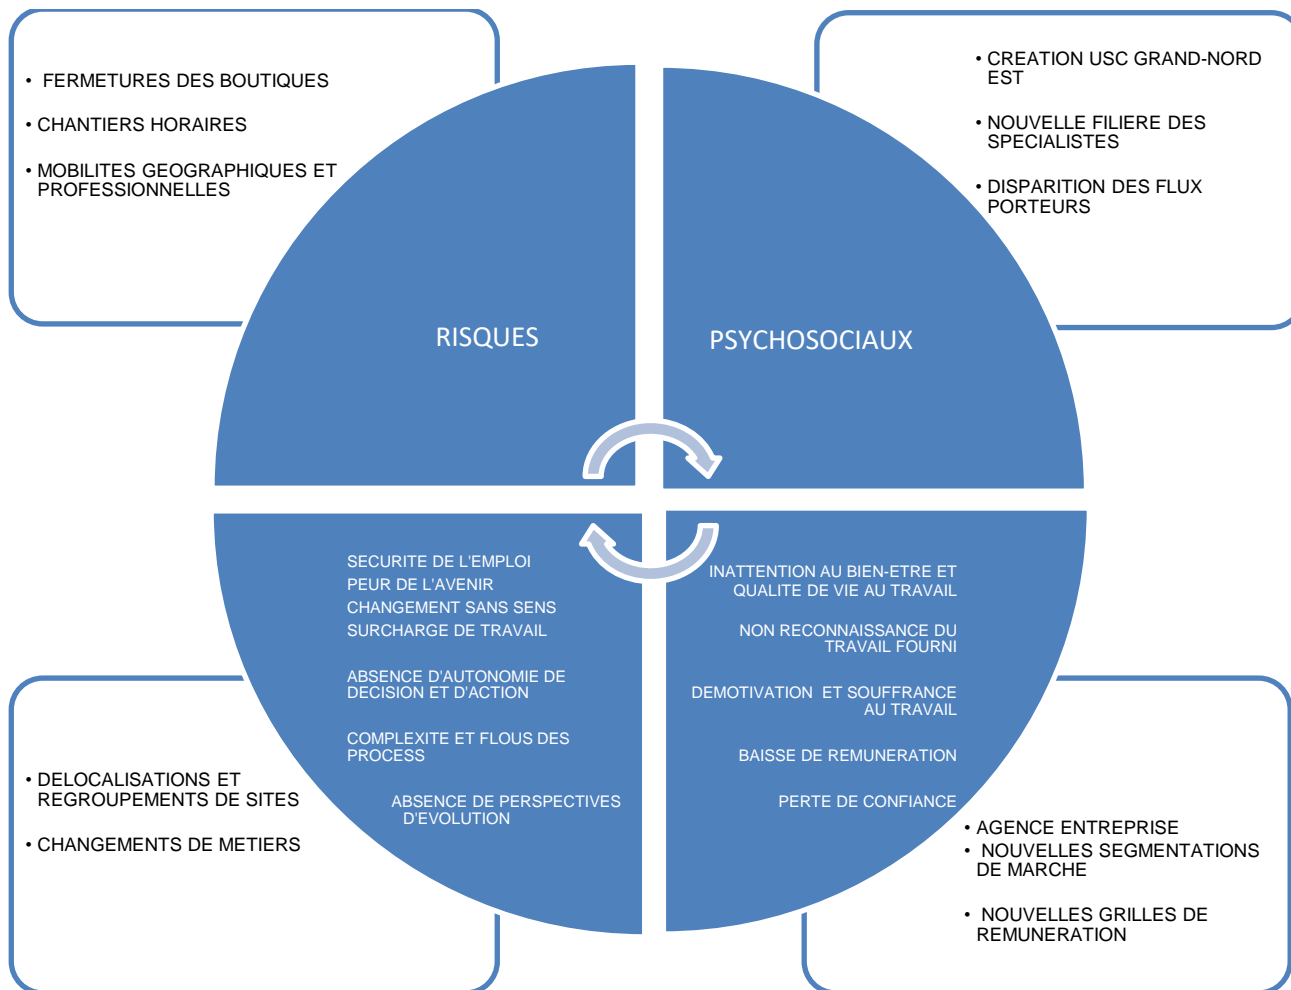 • FERMETURES DES BOUTIQUES
• CHANTIERS HORAIRES
• MOBILITES GEOGRAPHIQUES ET
PROFESSIONNELLES
• CREATION USC GRAND-NORD
EST
• NOUVELLE FILIERE DES
SPECIALISTES
• DISPARITION DES FLUX
PORTEURS
RISQUES
PSYCHOSOCIAUX
SECURITE DE L'EMPLOI
PEUR DE L'AVENIR
CHANGEMENT SANS SENS
SURCHARGE DE TRAVAIL
ABSENCE D'AUTONOMIE DE
DECISION ET D'ACTION
COMPLEXITE ET FLOUS DES
PROCESS
ABSENCE DE PERSPECTIVES
D'EVOLUTION
INATTENTION AU BIEN-ETRE ET
QUALITE DE VIE AU TRAVAIL
NON RECONNAISSANCE DU
TRAVAIL FOURNI
DEMOTIVATION ET SOUFFRANCE
AU TRAVAIL
BAISSE DE REMUNERATION
PERTE DE CONFIANCE
• DELOCALISATIONS ET
REGROUPEMENTS DE SITES
• CHANGEMENTS DE METIERS
• AGENCE ENTREPRISE
• NOUVELLES SEGMENTATIONS
DE MARCHE
• NOUVELLES GRILLES DE
REMUNERATION